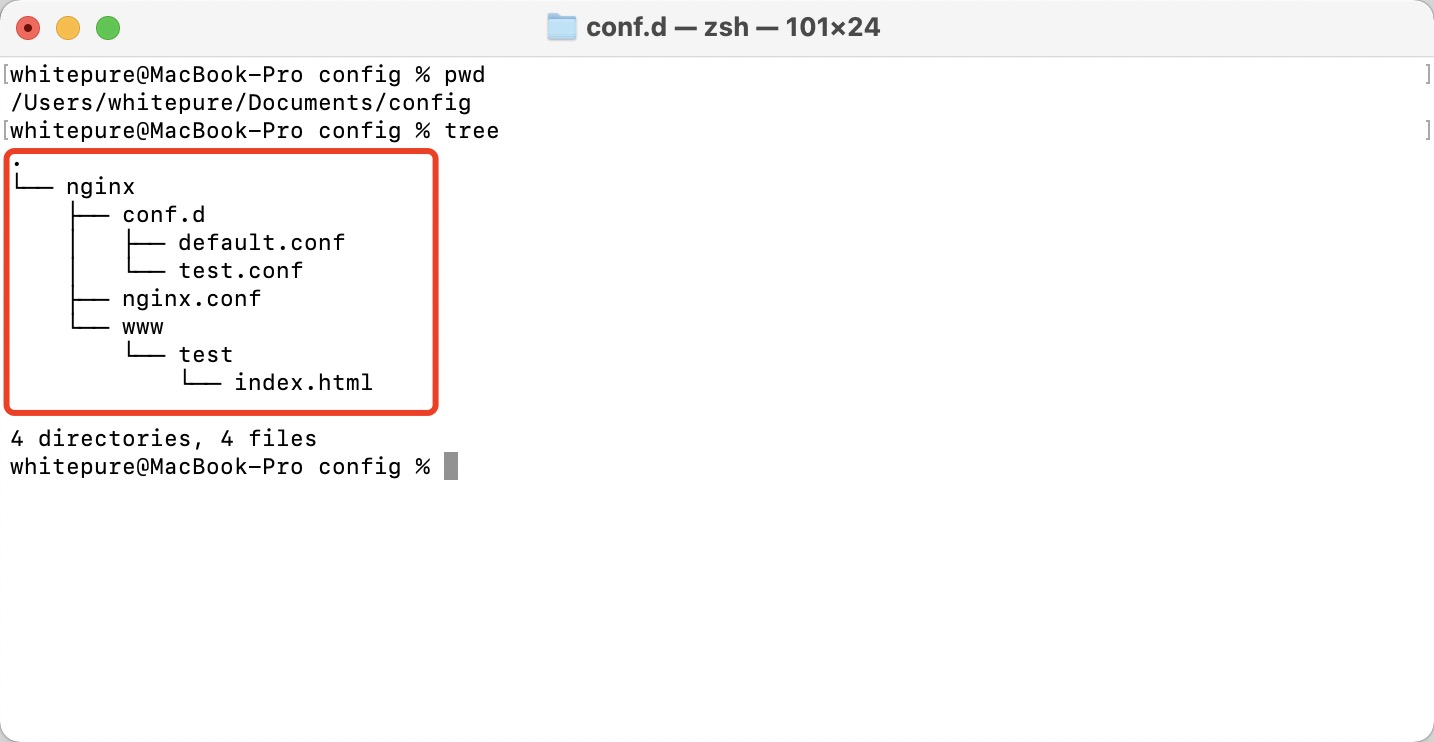 conf.d — zsh — 101×24
[whitepure@MacBook-Pro config % pwd ]
/Users/whitepure/Documents/config
[whitepure@MacBook-Pro config % tree ]
.
└── nginx
    ├── conf.d
    │   ├── default.conf
    │   └── test.conf
    ├── nginx.conf
    └── www
        └── test
            └── index.html
4 directories, 4 files
whitepure@MacBook-Pro config %